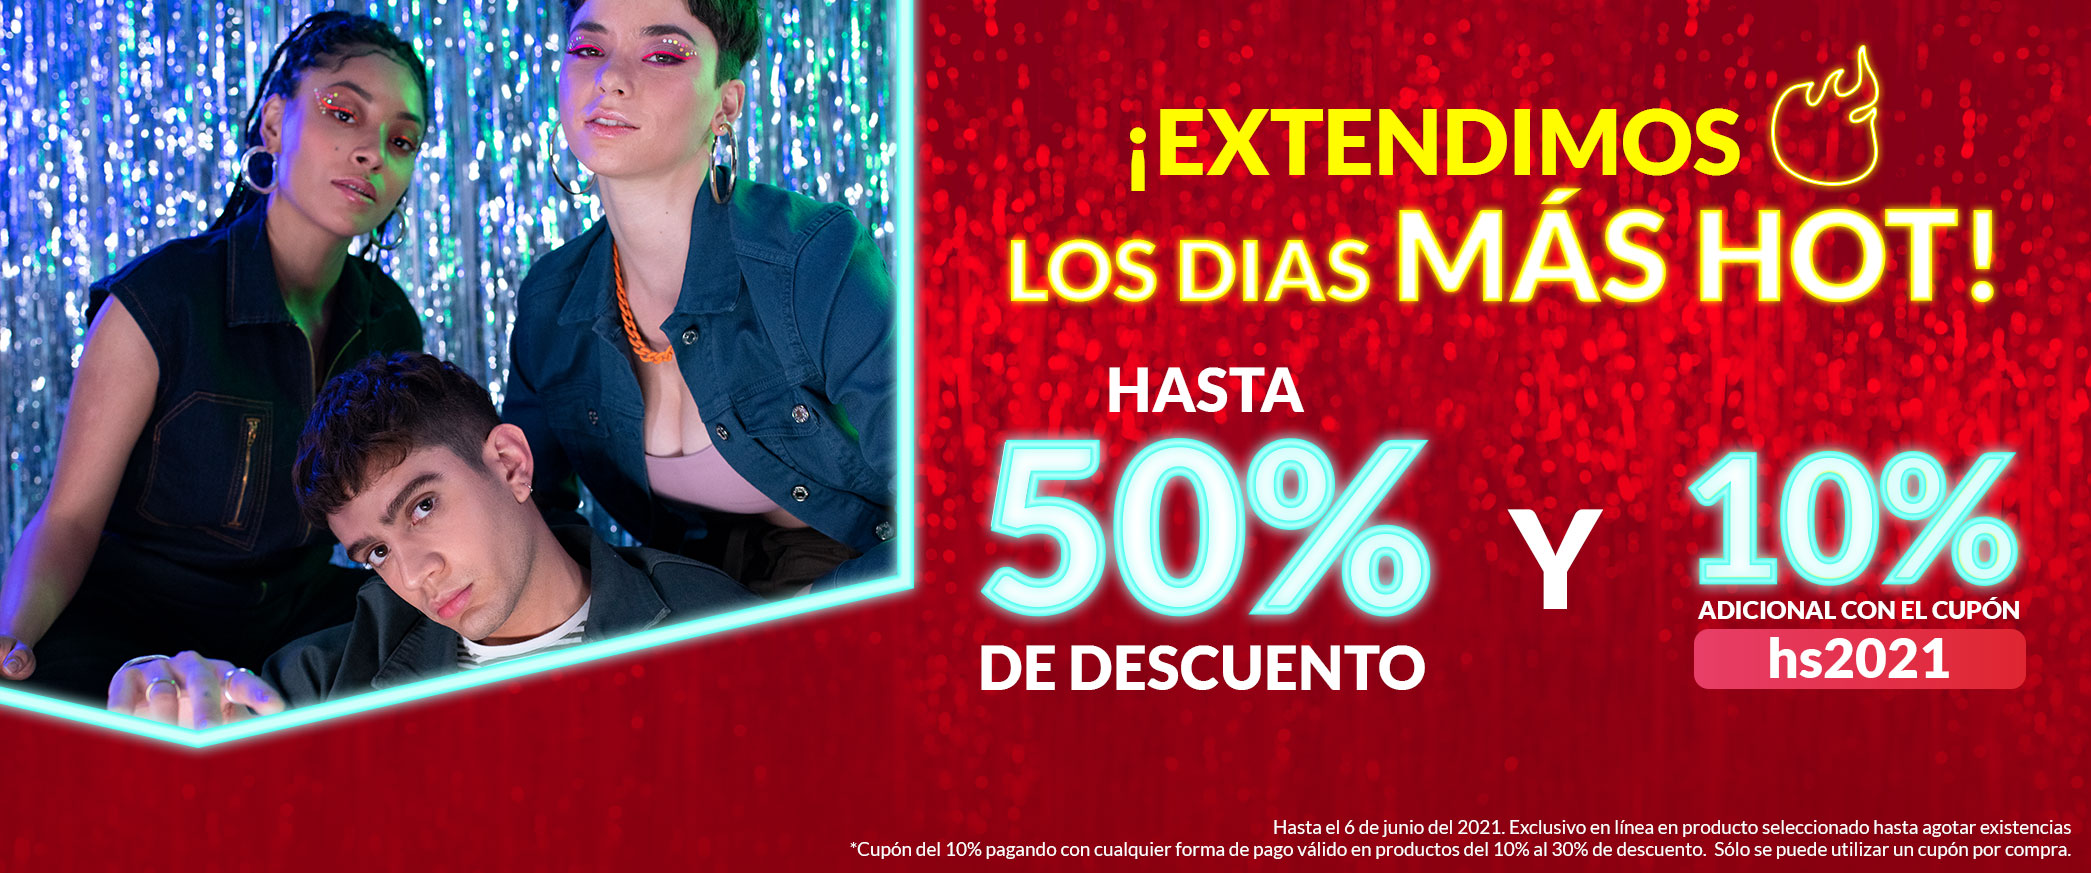 ¡EXTENDIMOS
LOS DIAS MÁS HOT!
HASTA
50%
DE DESCUENTO
Y
10%
ADICIONAL CON EL CUPÓN
hs2021
Hasta el 6 de junio del 2021. Exclusivo en línea en producto seleccionado hasta agotar existencias
*Cupón del 10% pagando con cualquier forma de pago válido en productos del 10% al 30% de descuento. Sólo se puede utilizar un cupón por compra.